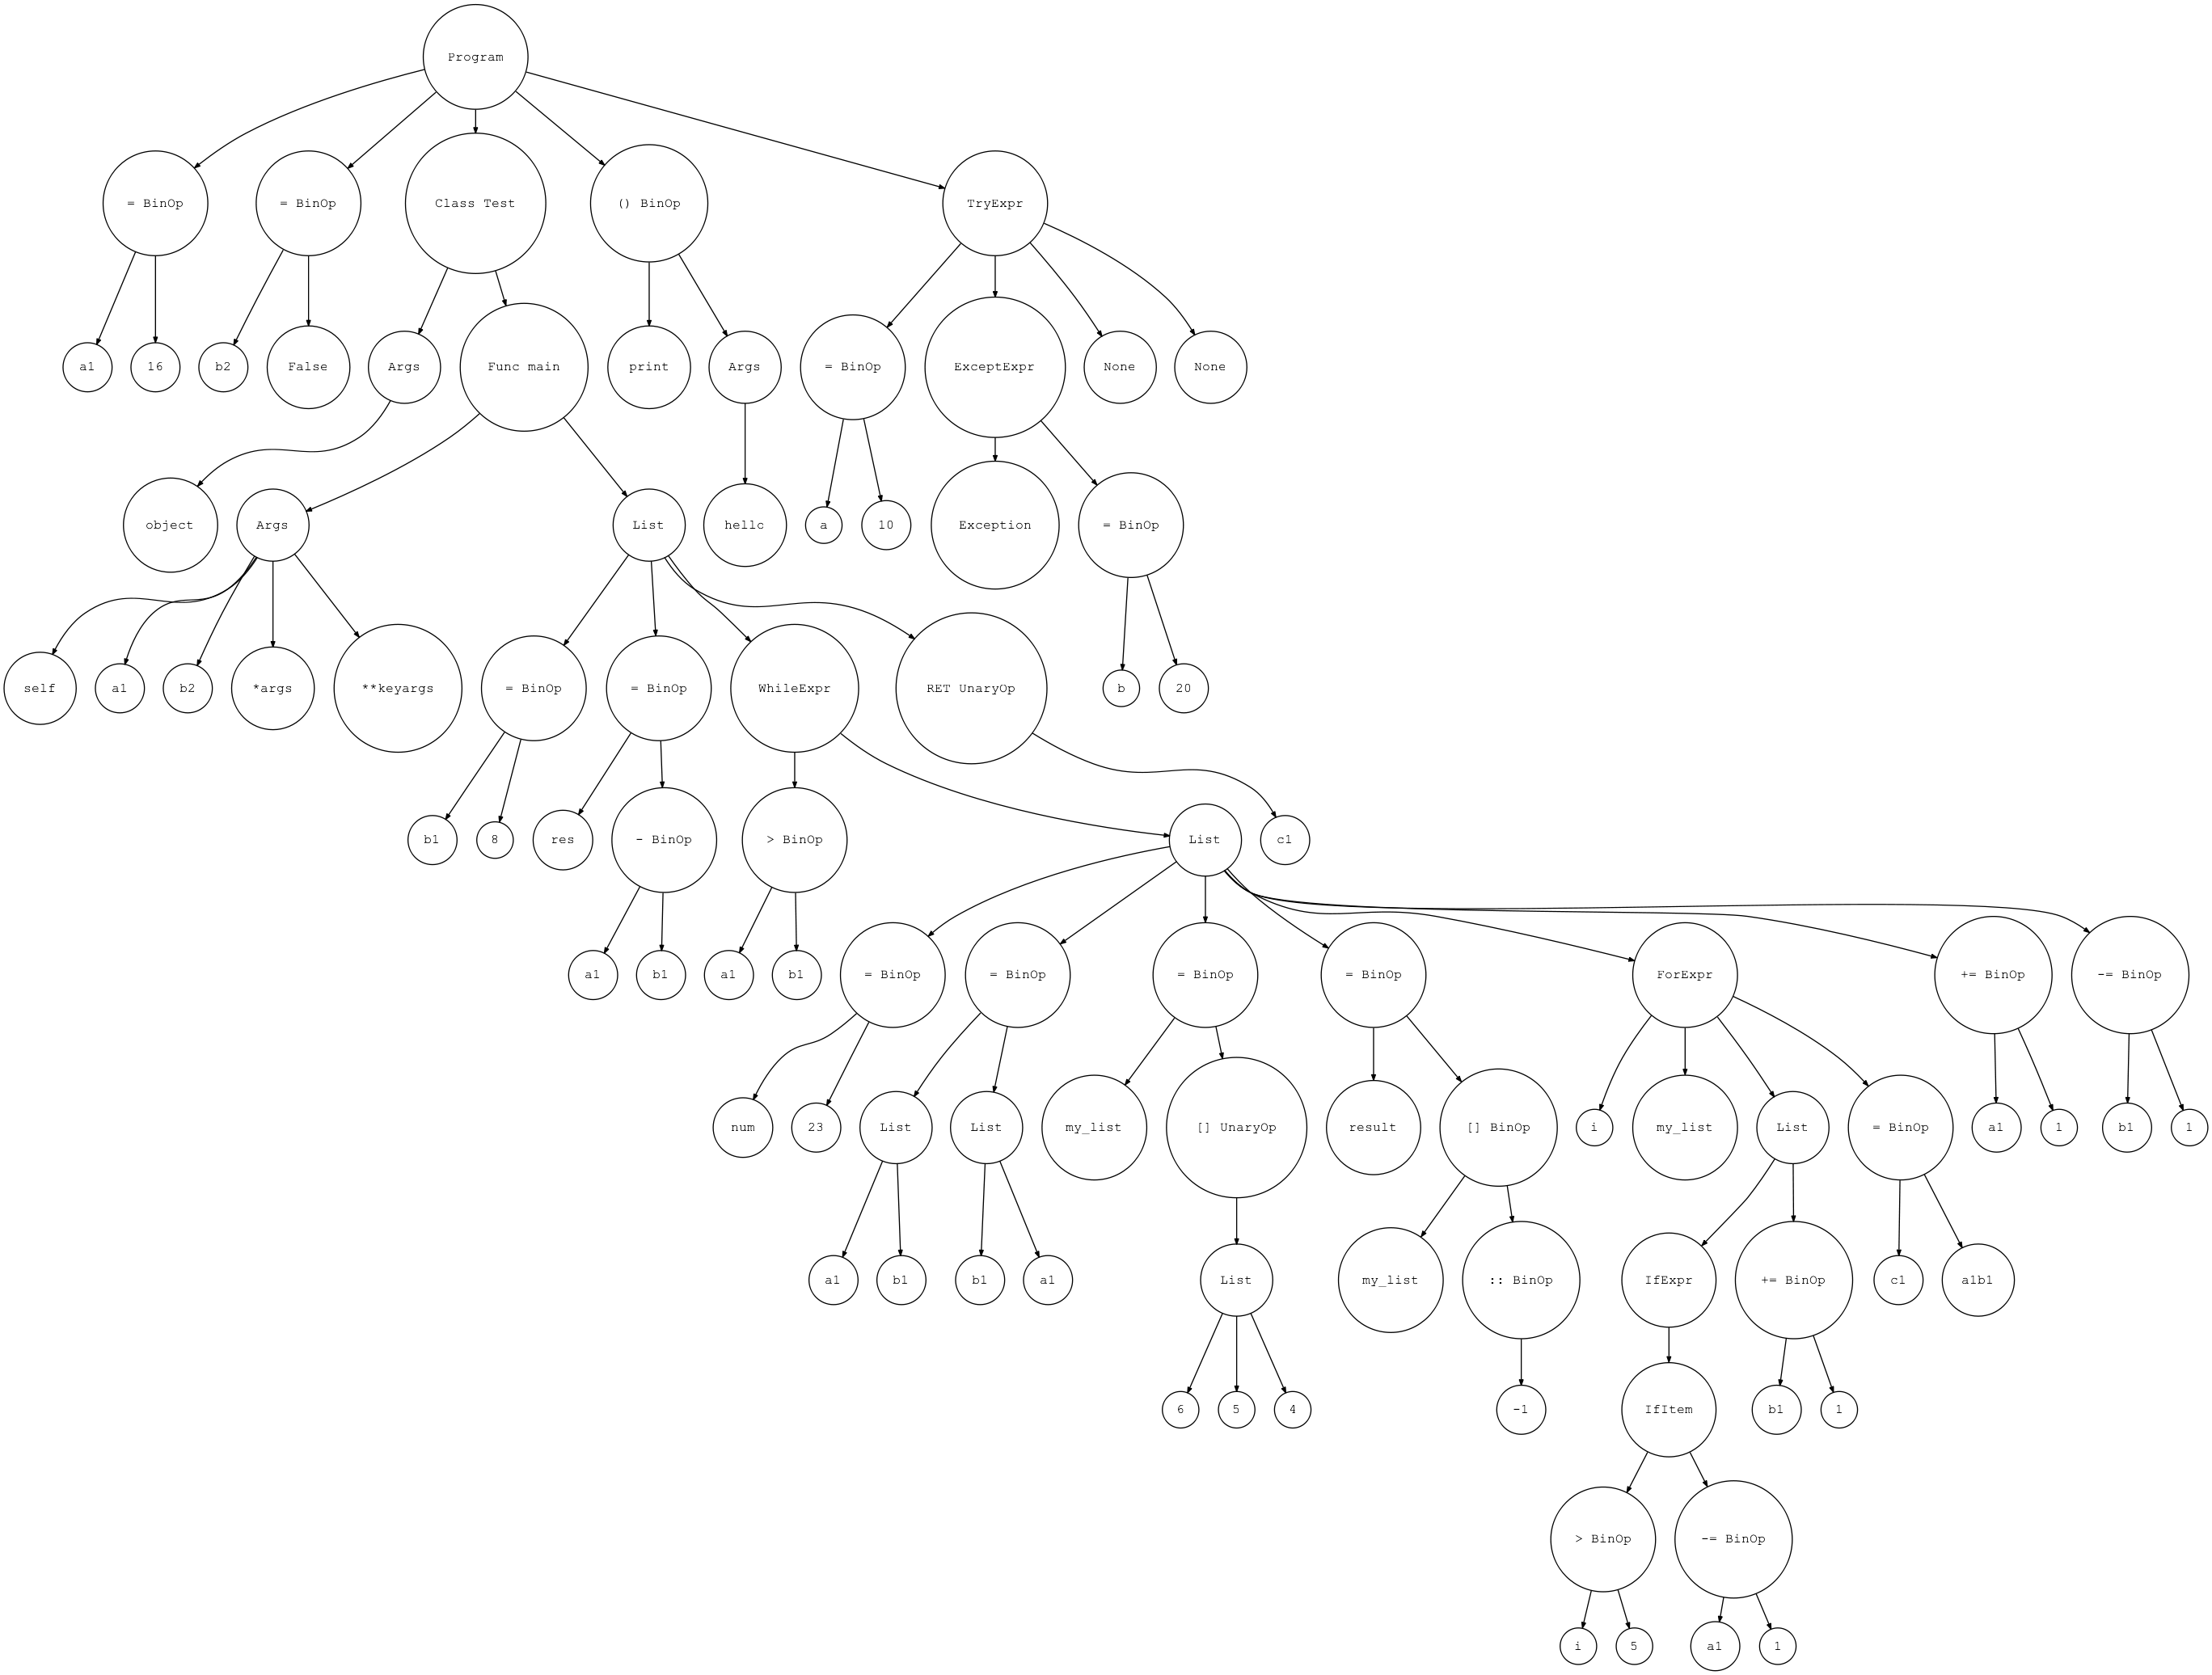 Program
= BinOp
= BinOp
Class Test
() BinOp
TryExpr
a1
16
b2
False
Args
Func main
print
Args
= BinOp
ExceptExpr
None
None
object
Args
List
hellc
a
10
Exception
= BinOp
self
a1
b2
*args
**keyargs
= BinOp
= BinOp
WhileExpr
RET UnaryOp
b
20
b1
8
res
- BinOp
> BinOp
List
c1
a1
b1
a1
b1
= BinOp
= BinOp
= BinOp
= BinOp
ForExpr
+= BinOp
-= BinOp
num
23
List
List
my_list
[] UnaryOp
result
[] BinOp
i
my_list
List
= BinOp
a1
1
b1
1
a1
b1
b1
a1
List
my_list
:: BinOp
IfExpr
+= BinOp
c1
a1b1
6
5
4
-1
IfItem
b1
1
> BinOp
-= BinOp
i
5
a1
1